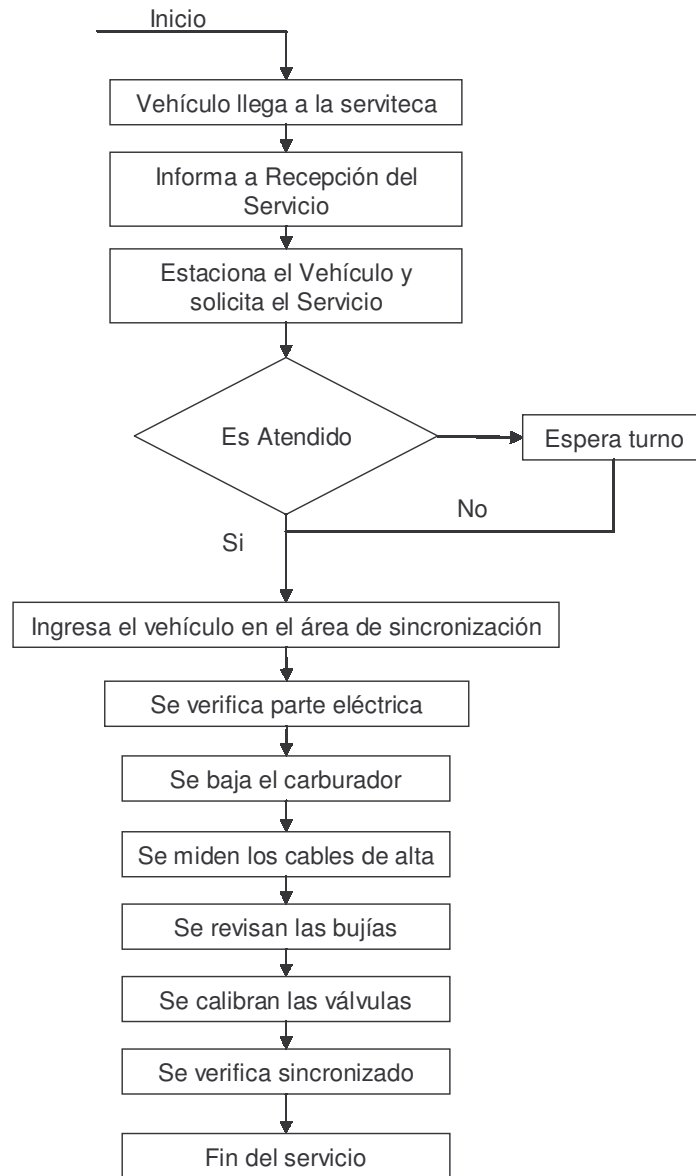 Inicio
Vehículo llega a la serviteca
Informa a Recepción del
Servicio
Estaciona el Vehículo y
solicita el Servicio
Es Atendido
Espera turno
No
Si
Ingresa el vehículo en el área de sincronización
Se verifica parte eléctrica
Se baja el carburador
Se miden los cables de alta
Se revisan las bujías
Se calibran las válvulas
Se verifica sincronizado
Fin del servicio